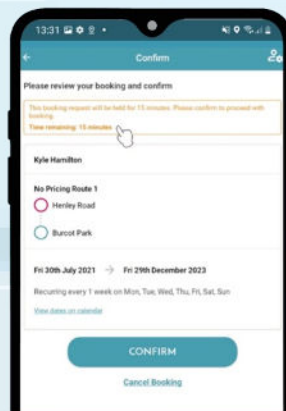 13:31
Confirm
Please review your booking and confirm
This booking request will be held for 15 minutes. Please confirm to proceed with
booking.
Time remaining: 15 minutes
Kyle Hamilton
No Pricing Route 1
Henley Road
Burcot Park
Fri 30th July 2021 → Fri 29th December 2023
Recurring every 1 week on Mon, Tue, Wed, Thu, Fri, Sat, Sun
View dates on calendar
CONFIRM
Cancel Booking